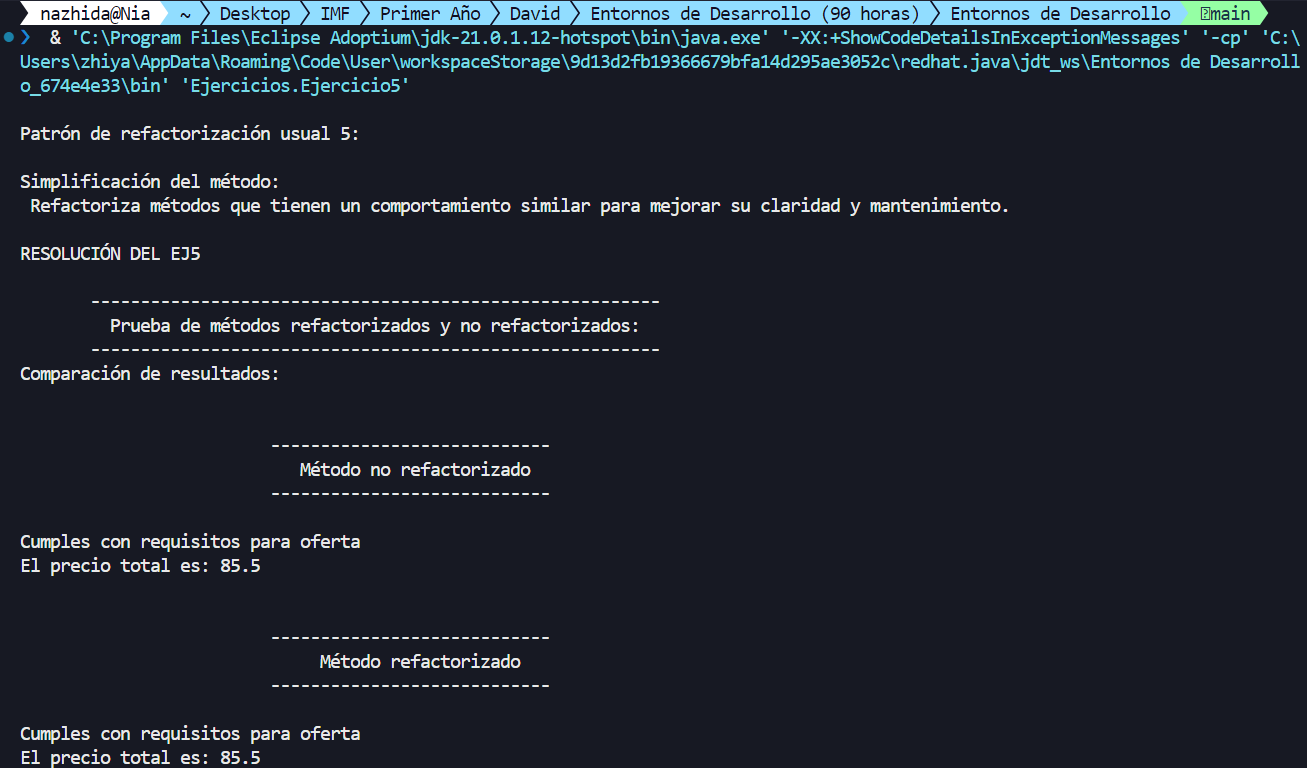 nazhida@Nia ~ Desktop IMF Primer Año David Entornos de Desarrollo (90 horas) Entornos de Desarrollo main
& 'C:\Program Files\Eclipse Adoptium\jdk-21.0.1.12-hotspot\bin\java.exe' '-XX:+ShowCodeDetailsInExceptionMessages' '-cp' 'C:\
Users\zhiya\AppData\Roaming\Code\User\workspaceStorage\9d13d2fb19366679bfa14d295ae3052c\redhat.java\jdt_ws\Entornos de Desarroll
o_674e4e33\bin' 'Ejercicios.Ejercicio5'
Patrón de refactorización usual 5:
Simplificación del método:
Refactoriza métodos que tienen un comportamiento similar para mejorar su claridad y mantenimiento.
RESOLUCIÓN DEL EJ5
---------------------------------------------------------
Prueba de métodos refactorizados y no refactorizados:
---------------------------------------------------------
Comparación de resultados:
----------------------------
Método no refactorizado
----------------------------
Cumples con requisitos para oferta
El precio total es: 85.5
----------------------------
Método refactorizado
----------------------------
Cumples con requisitos para oferta
El precio total es: 85.5